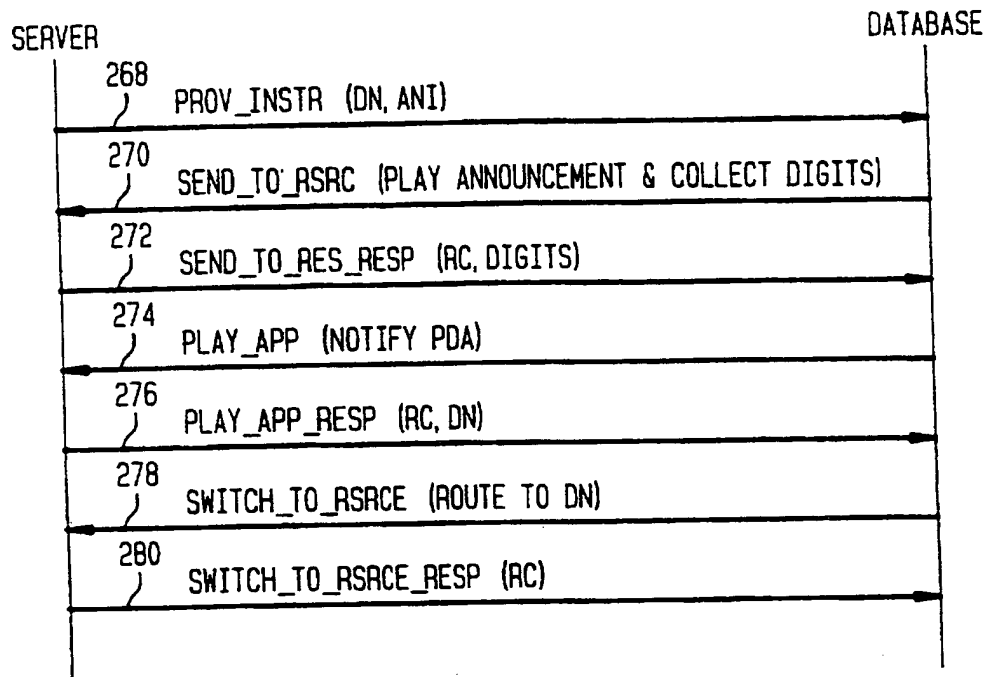 SERVER
DATABASE
268
PROV_INSTR (DN, ANI)
270
SEND_TO_RSRC (PLAY ANNOUNCEMENT & COLLECT DIGITS)
272
SEND_TO_RES_RESP (RC, DIGITS)
274
PLAY_APP (NOTIFY PDA)
276
PLAY_APP_RESP (RC, DN)
278
SWITCH_TO_RSRCE (ROUTE TO DN)
280
SWITCH_TO_RSRCE_RESP (RC)